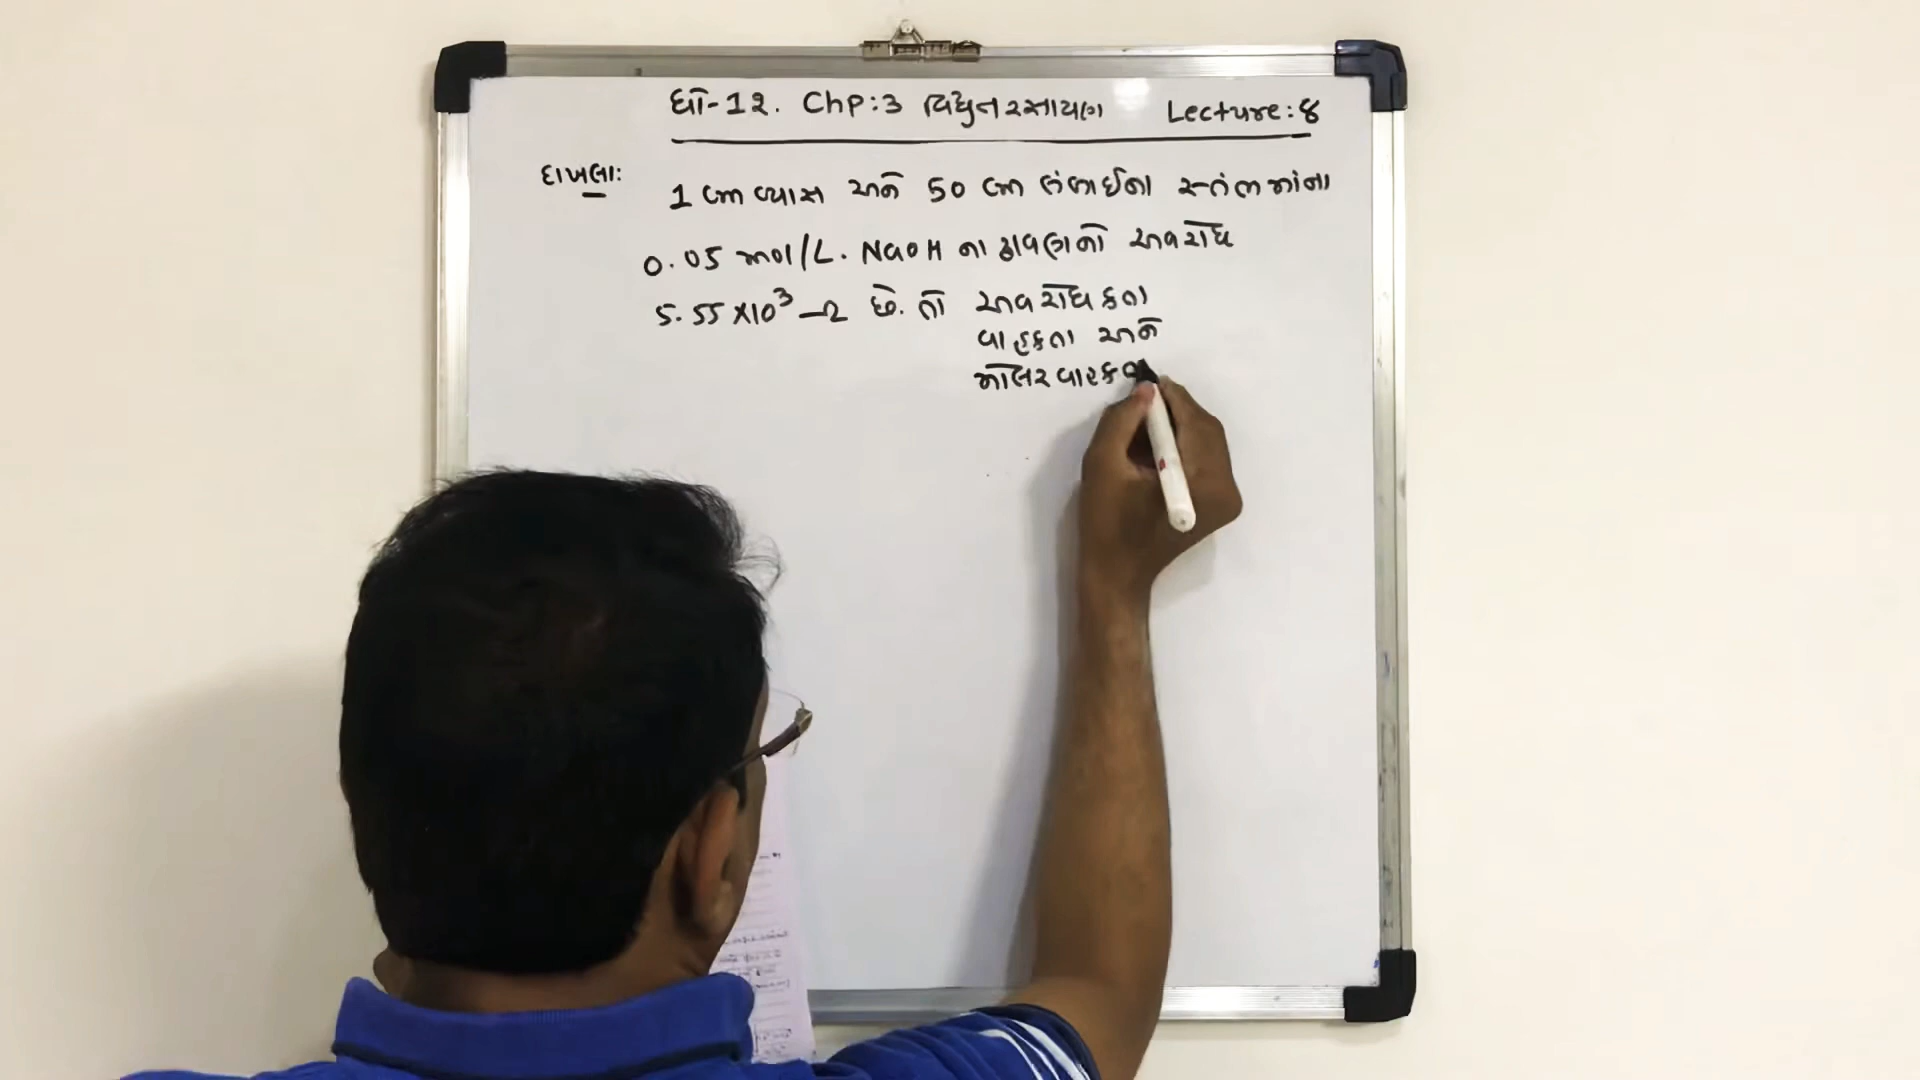 ધો-12. Chp:3 વિદ્યુતરસાયણ Lecture:8
દાખલા: 1 cm વ્યાસ અને 50 cm લંબાઈના સ્તંભમાંના
0.05 mol/L. NaOH ના દ્રાવણનો અવરોધ
5.55 x10³ Ω છે. તો અવરોધકતા
વાહકતા અને
મોલર વાહકતા